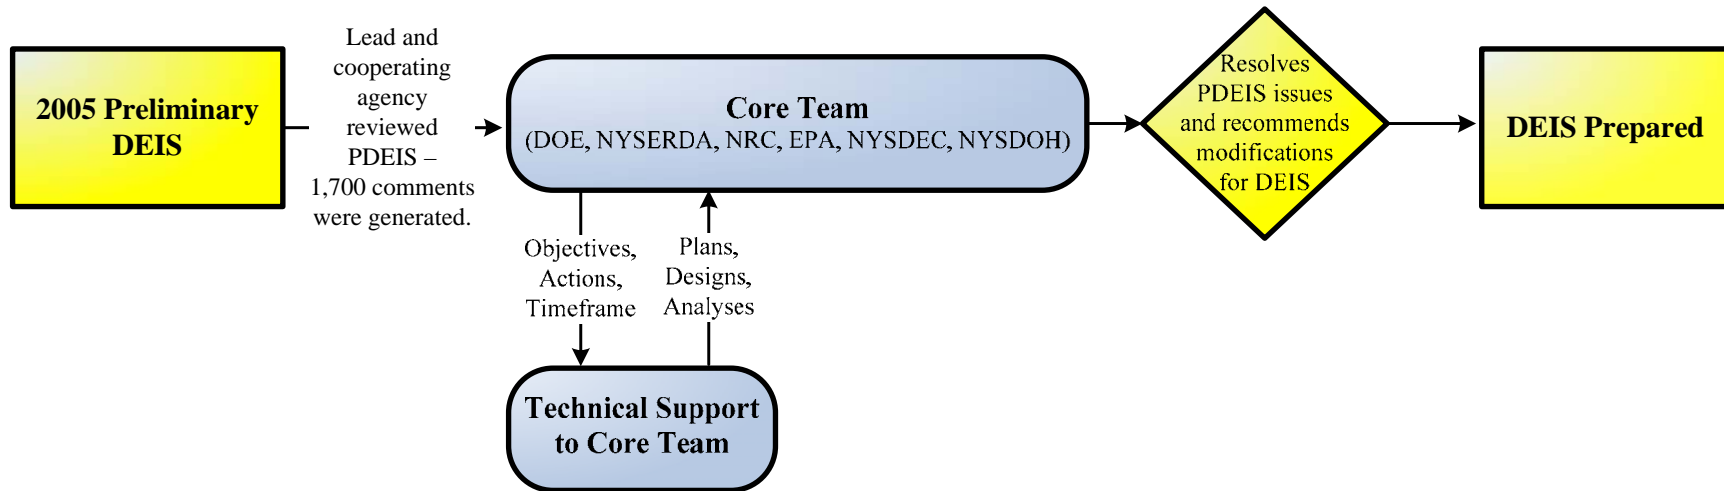 2005 Preliminary
DEIS
Lead and
cooperating
agency
reviewed
PDEIS –
1,700 comments
were generated.
Core Team
(DOE, NYSERDA, NRC, EPA, NYSDEC, NYSDOH)
Resolves
PDEIS issues
and recommends
modifications
for DEIS
DEIS Prepared
Objectives,
Actions,
Timeframe
Plans,
Designs,
Analyses
Technical Support
to Core Team